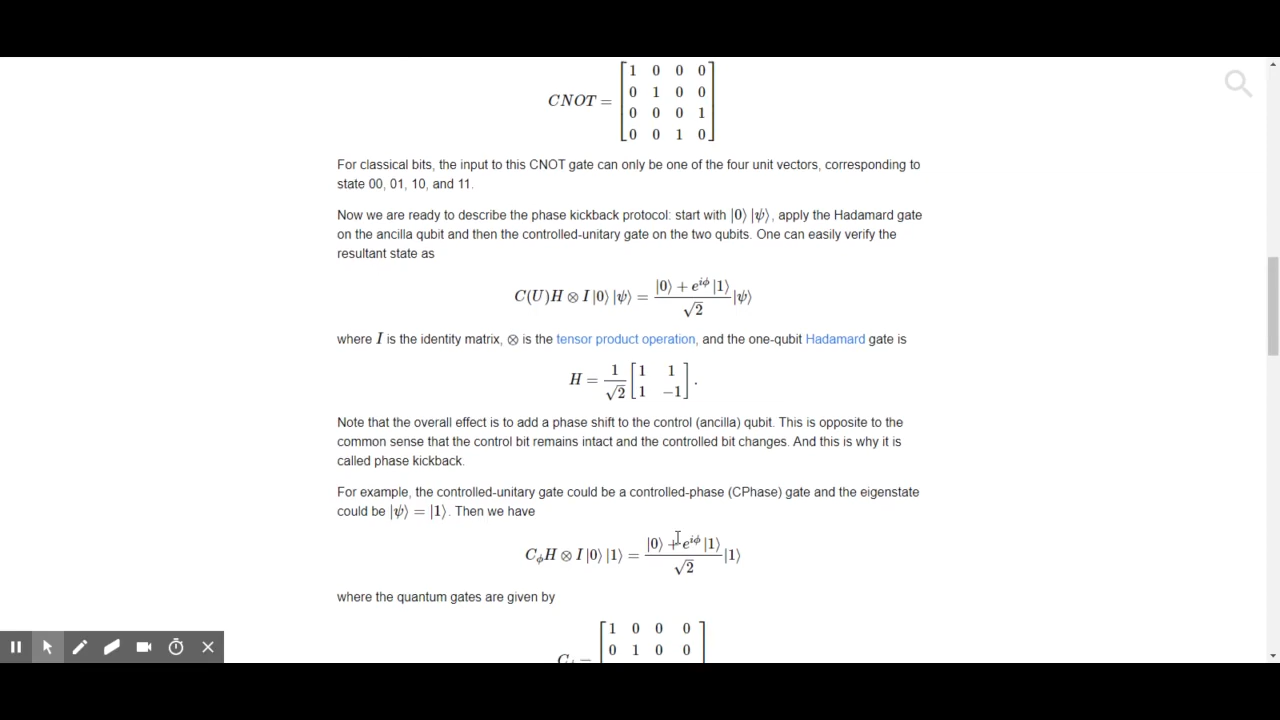 CNOT = [1 0 0 0
0 1 0 0
0 0 0 1
0 0 1 0]
For classical bits, the input to this CNOT gate can only be one of the four unit vectors, corresponding to
state 00, 01, 10, and 11.
Now we are ready to describe the phase kickback protocol: start with |0⟩ |ψ⟩, apply the Hadamard gate
on the ancilla qubit and then the controlled-unitary gate on the two qubits. One can easily verify the
resultant state as
C(U)H ⊗ I |0⟩ |ψ⟩ = (|0⟩ + e^{iϕ} |1⟩)/√2 |ψ⟩
where I is the identity matrix, ⊗ is the tensor product operation, and the one-qubit Hadamard gate is
H = 1/√2 [1 1
1 −1].
Note that the overall effect is to add a phase shift to the control (ancilla) qubit. This is opposite to the
common sense that the control bit remains intact and the controlled bit changes. And this is why it is
called phase kickback.
For example, the controlled-unitary gate could be a controlled-phase (CPhase) gate and the eigenstate
could be |ψ⟩ = |1⟩. Then we have
C_ϕ H ⊗ I |0⟩ |1⟩ = (|0⟩ + e^{iϕ} |1⟩)/√2 |1⟩
where the quantum gates are given by
[1 0 0 0
0 1 0 0